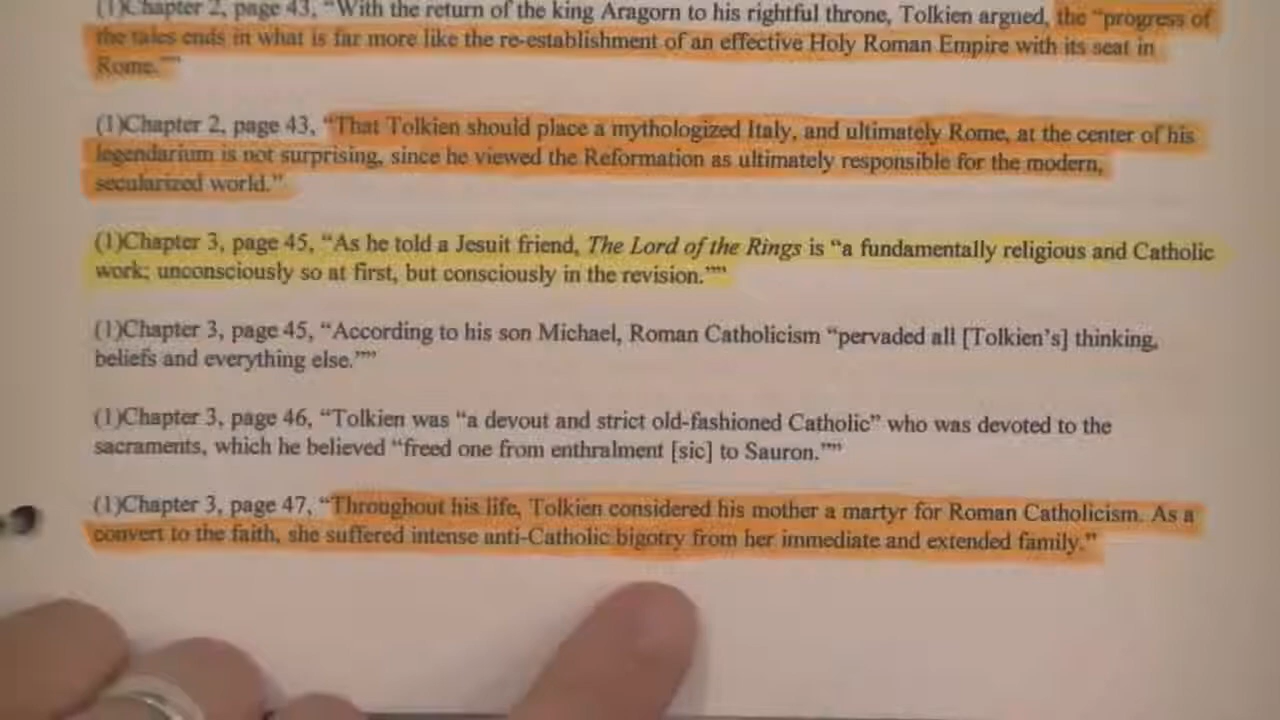 (1)Chapter 2, page 43, “With the return of the king Aragorn to his rightful throne, Tolkien argued, the “progress of
the tales ends in what is far more like the re-establishment of an effective Holy Roman Empire with its seat in
Rome.””
(1)Chapter 2, page 43, “That Tolkien should place a mythologized Italy, and ultimately Rome, at the center of his
legendarium is not surprising, since he viewed the Reformation as ultimately responsible for the modern,
secularized world.”
(1)Chapter 3, page 45, “As he told a Jesuit friend, The Lord of the Rings is “a fundamentally religious and Catholic
work; unconsciously so at first, but consciously in the revision.””
(1)Chapter 3, page 45, “According to his son Michael, Roman Catholicism “pervaded all [Tolkien’s] thinking,
beliefs and everything else.””
(1)Chapter 3, page 46, “Tolkien was “a devout and strict old-fashioned Catholic” who was devoted to the
sacraments, which he believed “freed one from enthralment [sic] to Sauron.””
(1)Chapter 3, page 47, “Throughout his life, Tolkien considered his mother a martyr for Roman Catholicism. As a
convert to the faith, she suffered intense anti-Catholic bigotry from her immediate and extended family.”